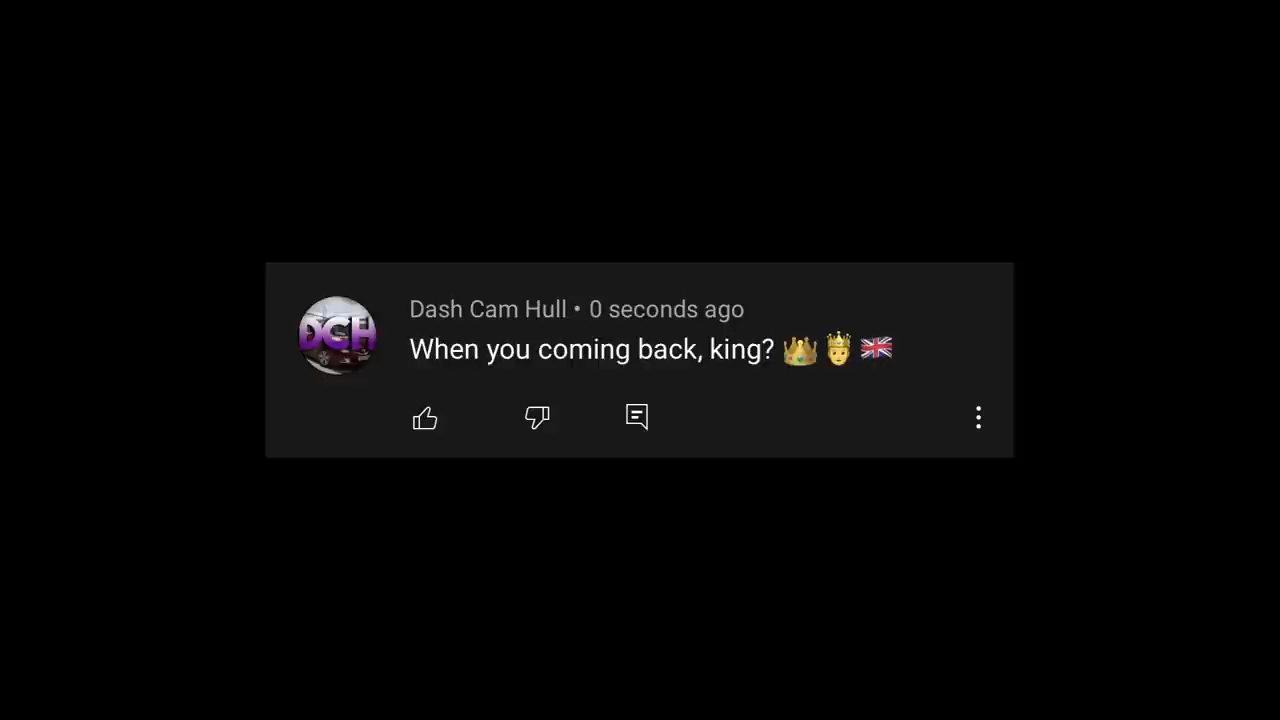 DCH
Dash Cam Hull • 0 seconds ago
When you coming back, king? 👑🤴🇬🇧